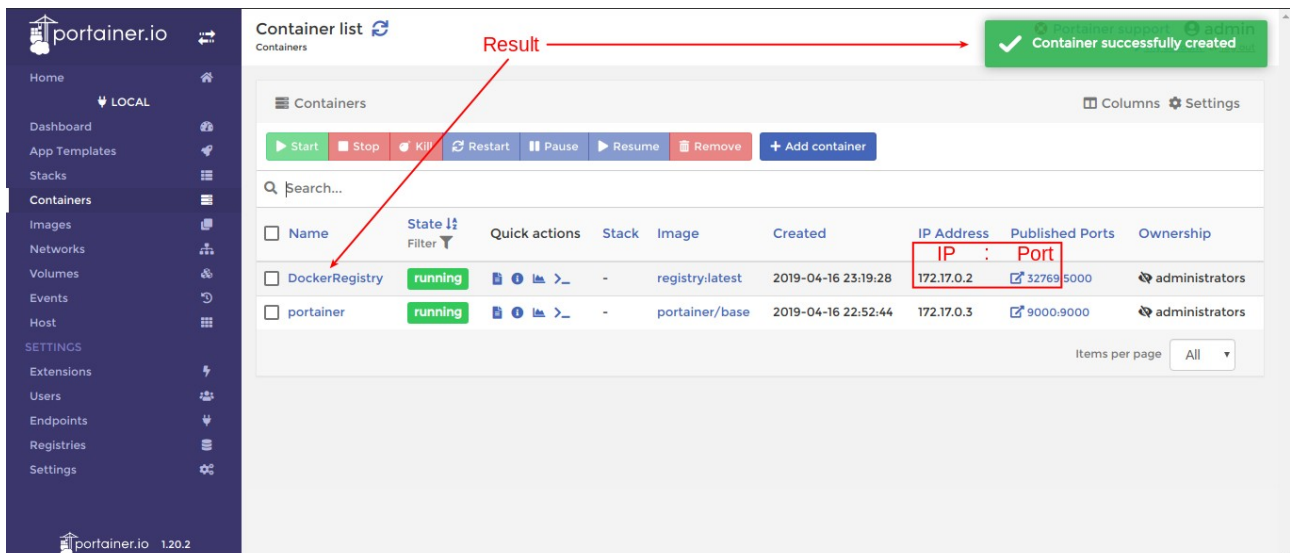 portainer.io
Home
LOCAL
Dashboard
App Templates
Stacks
Containers
Images
Networks
Volumes
Events
Host
SETTINGS
Extensions
Users
Endpoints
Registries
Settings
portainer.io 1.20.2
Container list
Containers
Result
Portainer support admin
Container successfully created
Containers
Columns Settings
Start Stop Kill Restart Pause Resume Remove + Add container
Search...
Name State Filter Quick actions Stack Image Created IP Address Published Ports Ownership
IP : Port
DockerRegistry running - registry:latest 2019-04-16 23:19:28 172.17.0.2 32769:5000 administrators
portainer running - portainer/base 2019-04-16 22:52:44 172.17.0.3 9000:9000 administrators
Items per page All